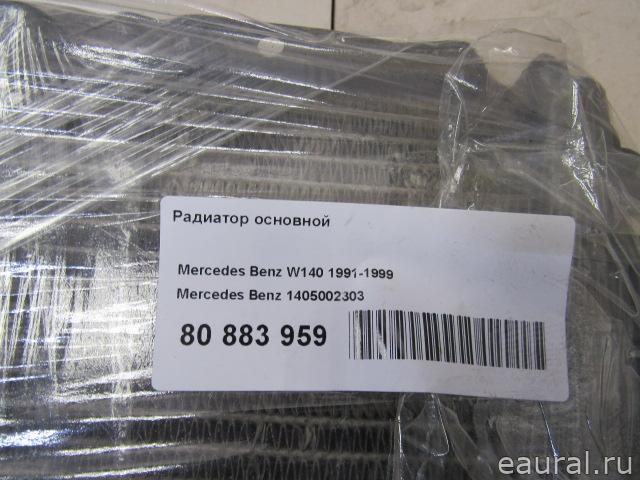 Радиатор основной
Mercedes Benz W140 1991-1999
Mercedes Benz 1405002303
80 883 959
eaural.ru